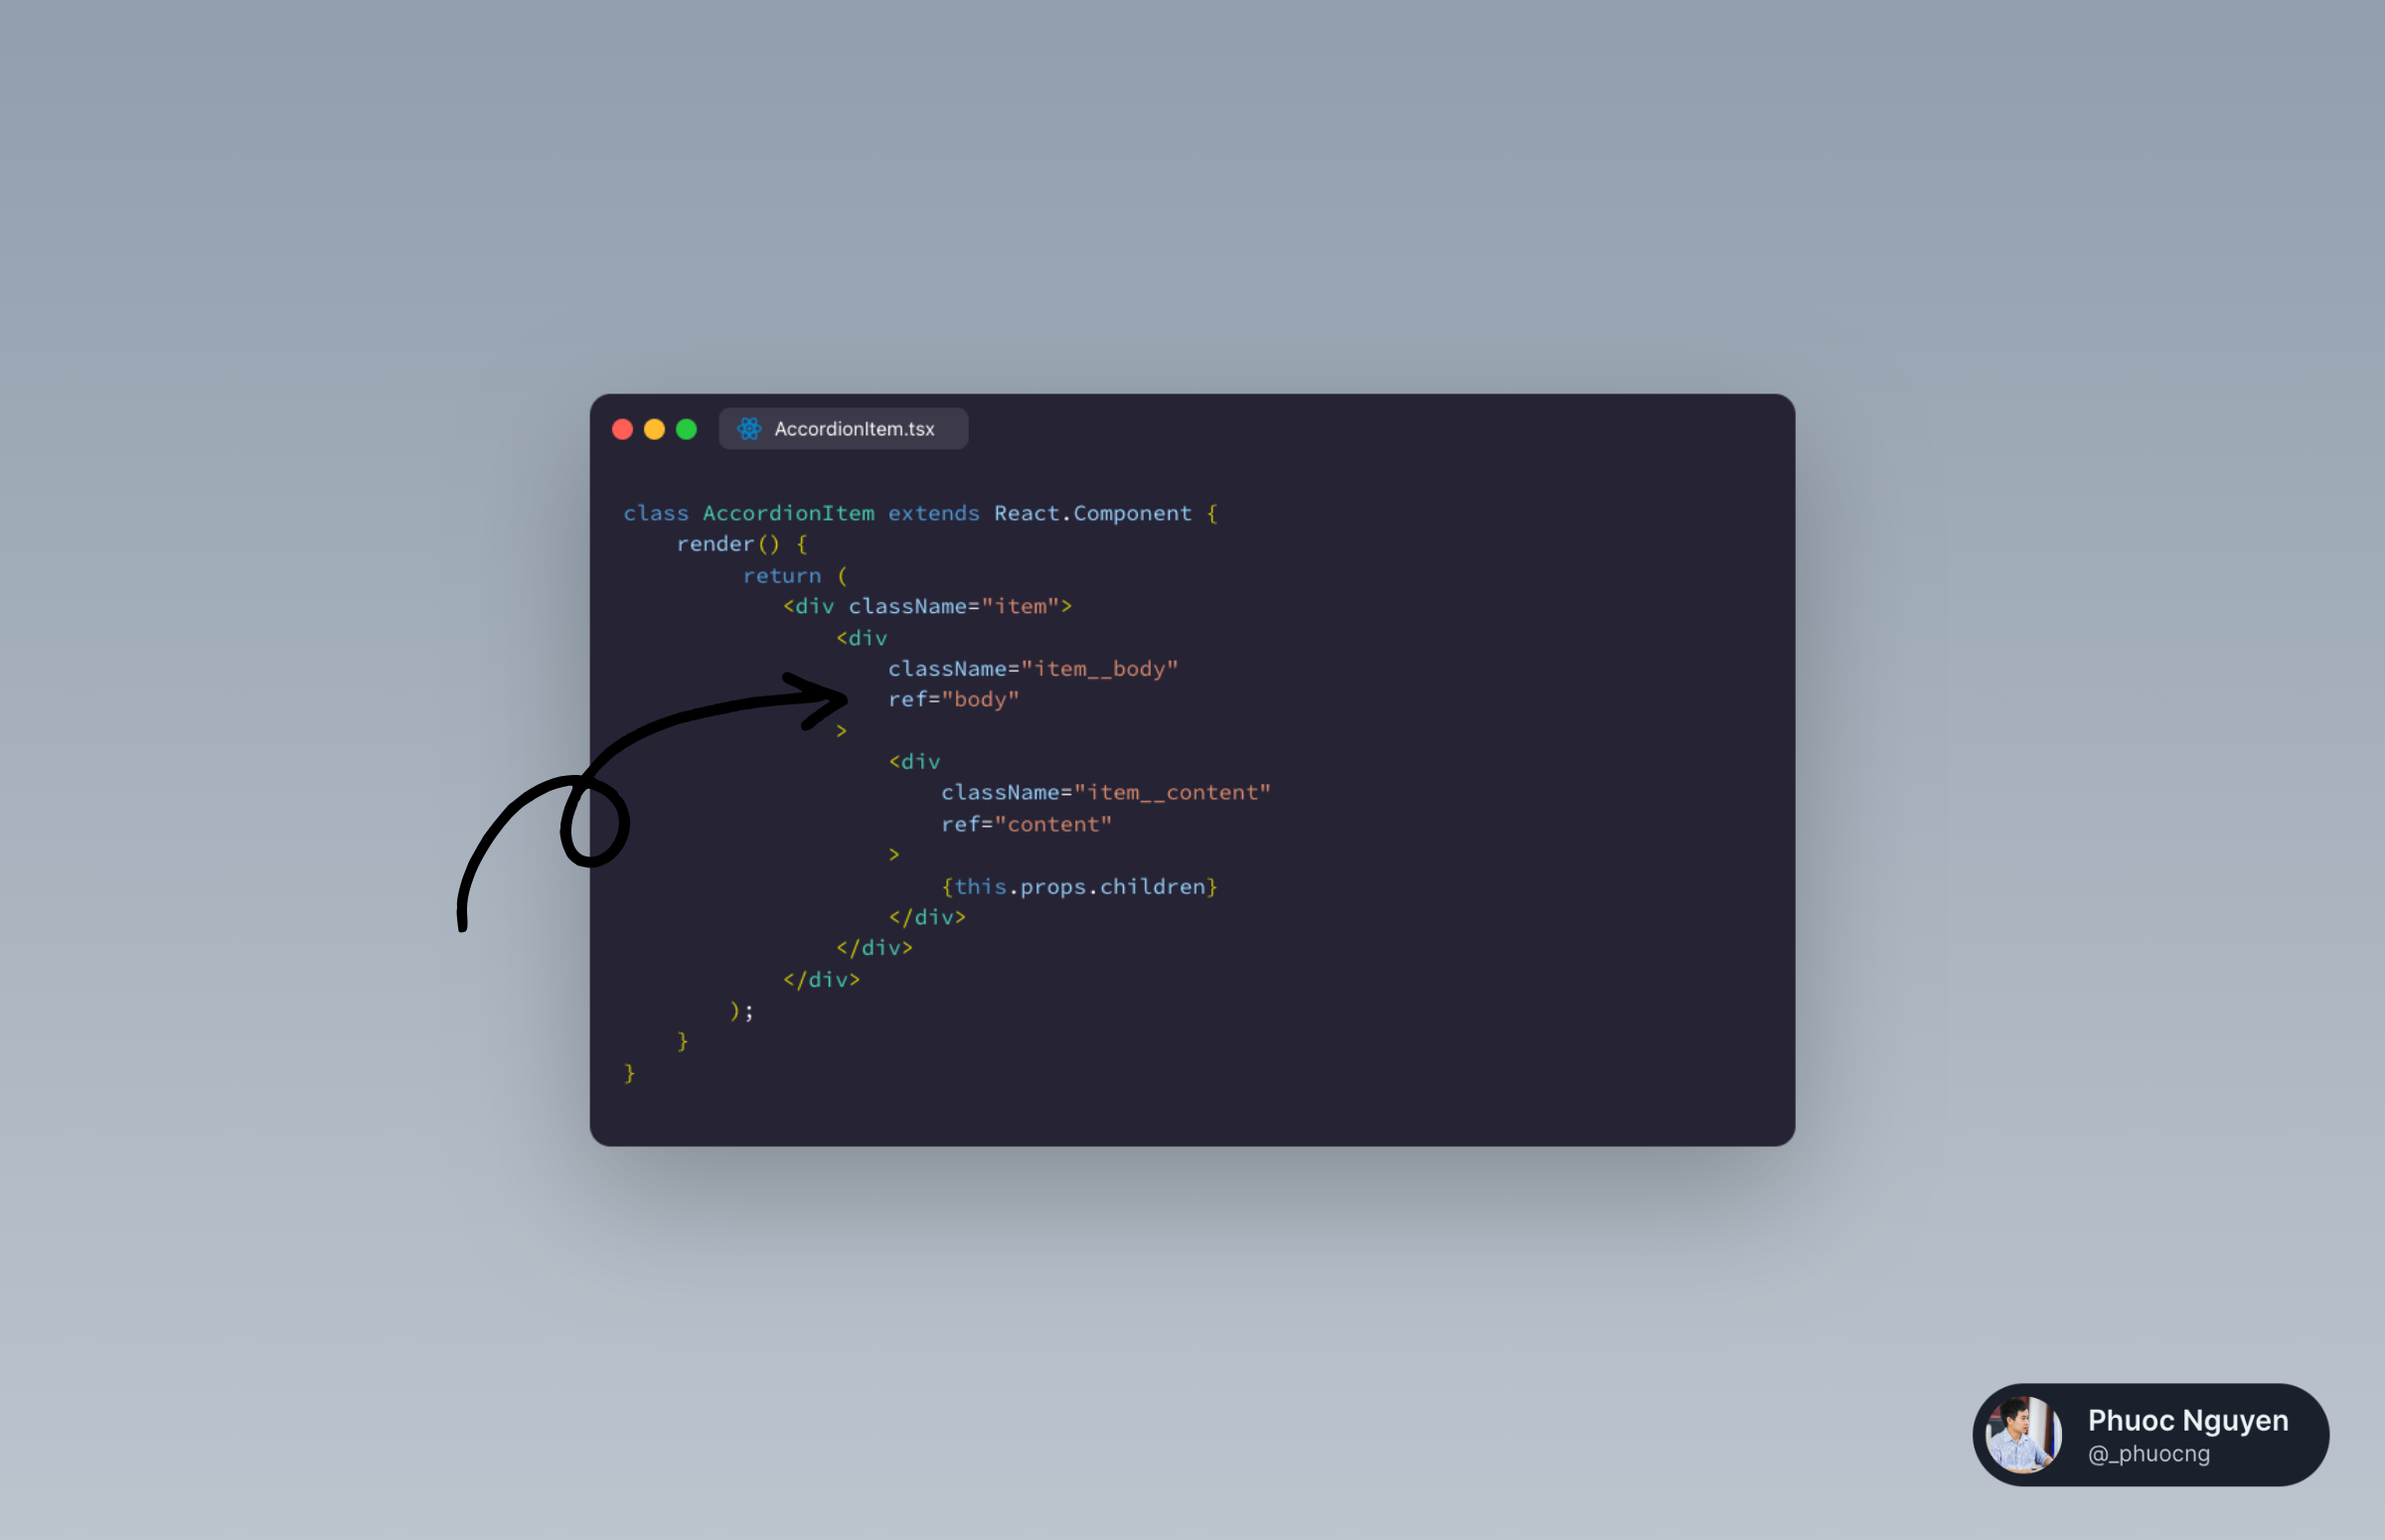 AccordionItem.tsx
class AccordionItem extends React.Component {
    render() {
         return (
            <div className="item">
                <div
                    className="item__body"
                    ref="body"
                >
                    <div
                        className="item__content"
                        ref="content"
                    >
                        {this.props.children}
                    </div>
                </div>
            </div>
        );
    }
}
Phuoc Nguyen
@_phuocng